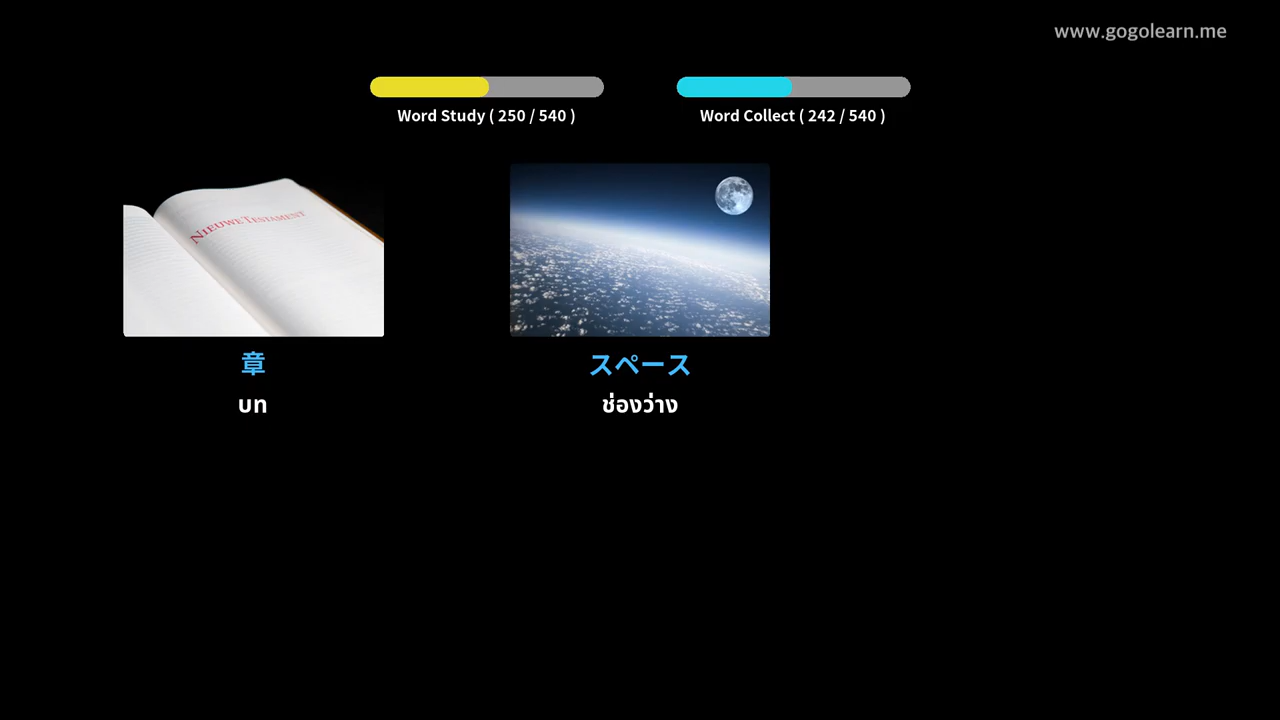 www.gogolearn.me
Word Study ( 250 / 540 )
Word Collect ( 242 / 540 )
NIEUWE TESTAMENT
章
スペース
บท
ช่องว่าง